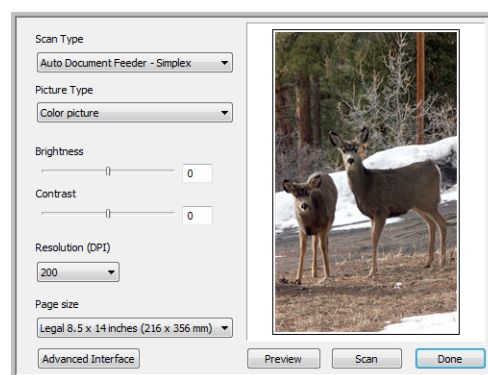 Scan Type
Auto Document Feeder - Simplex
Picture Type
Color picture
Brightness
0
Contrast
0
Resolution (DPI)
200
Page size
Legal 8.5 x 14 inches (216 x 356 mm)
Advanced Interface
Preview
Scan
Done